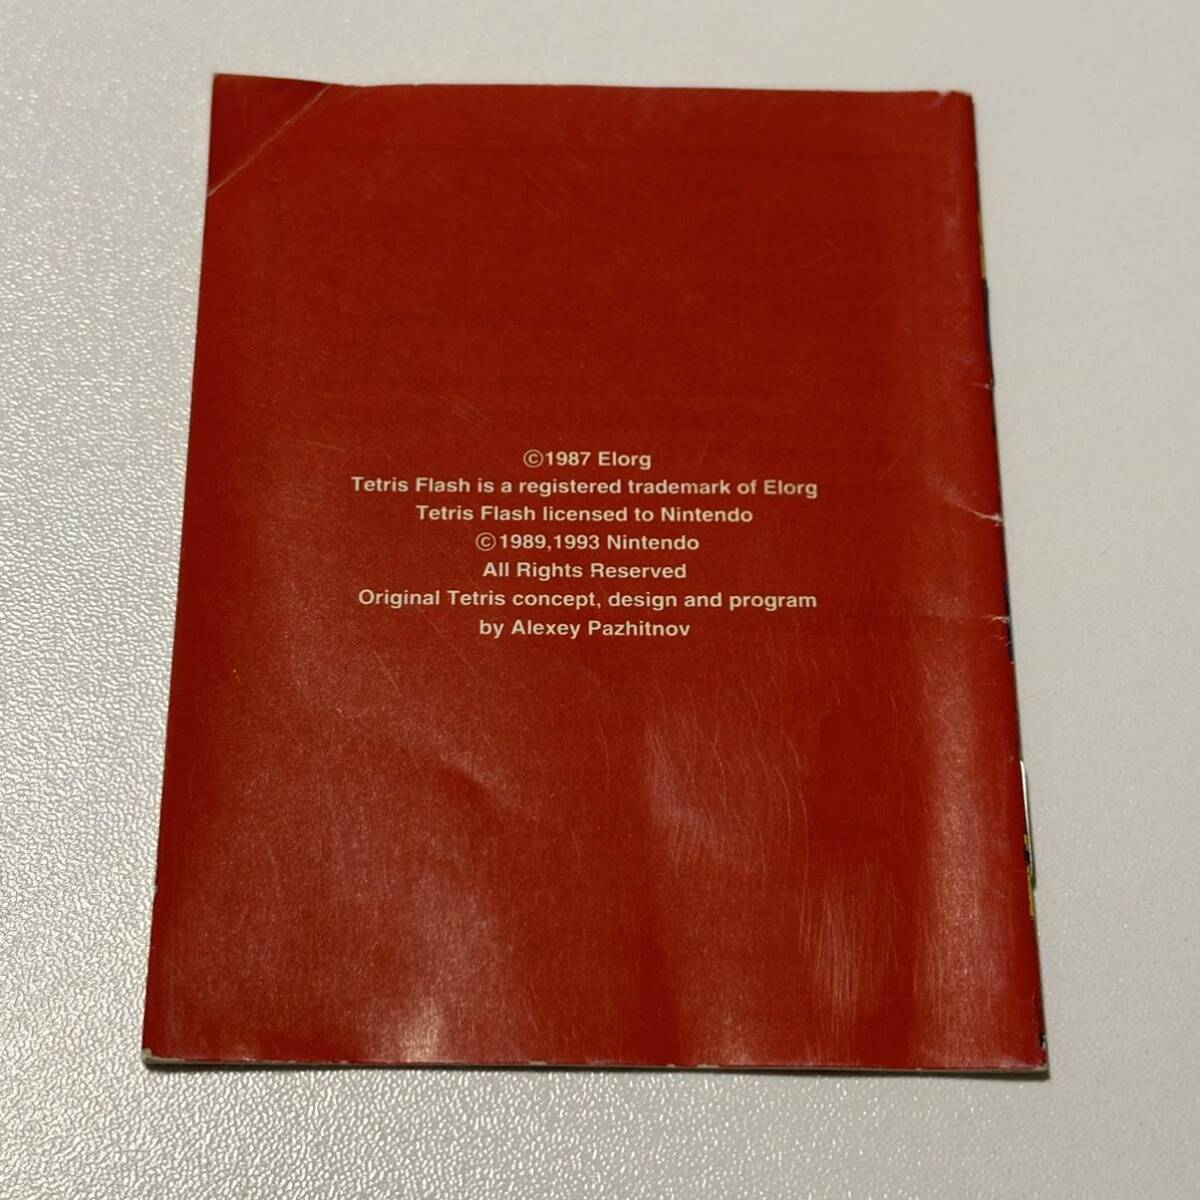 ©1987 Elorg
Tetris Flash is a registered trademark of Elorg
Tetris Flash licensed to Nintendo
©1989,1993 Nintendo
All Rights Reserved
Original Tetris concept, design and program
by Alexey Pazhitnov